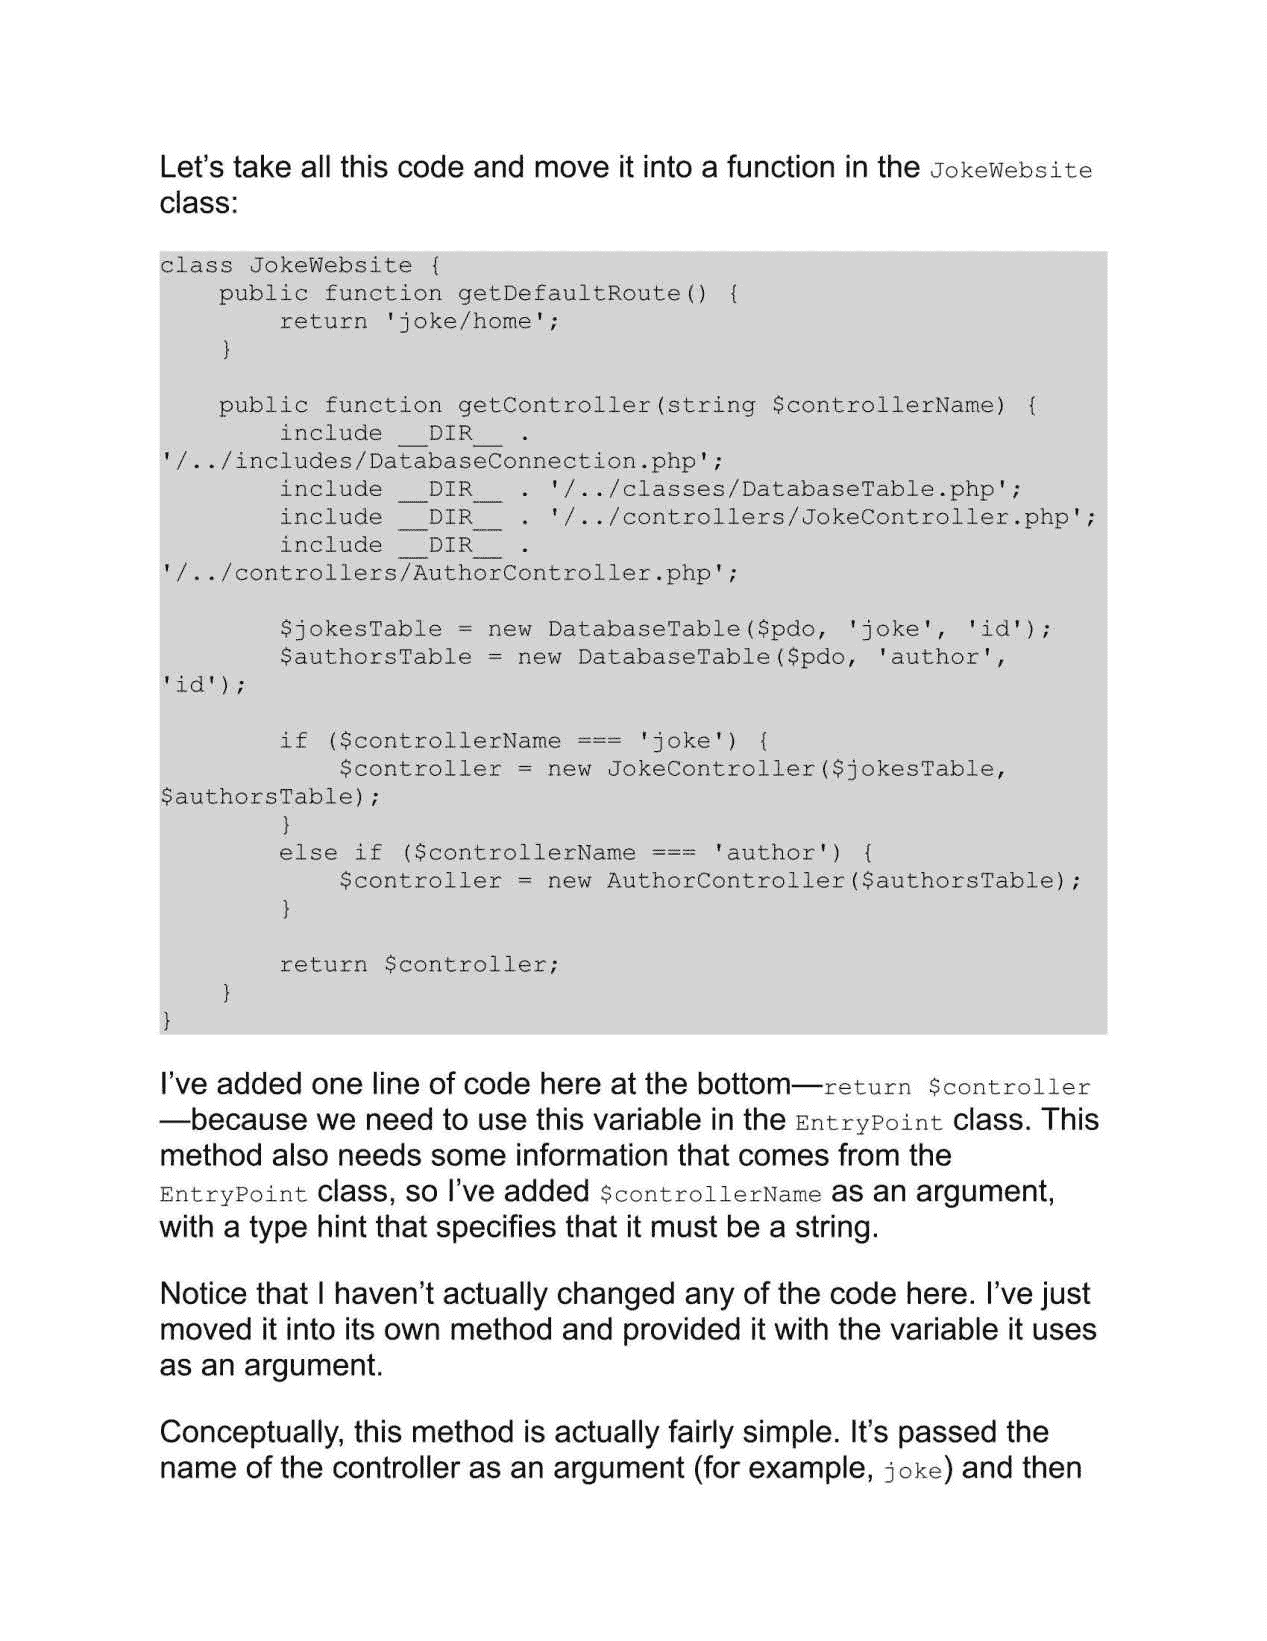 Let’s take all this code and move it into a function in the JokeWebsite
class:
class JokeWebsite {
    public function getDefaultRoute() {
        return 'joke/home';
    }

    public function getController(string $controllerName) {
        include __DIR__ .
'/../includes/DatabaseConnection.php';
        include __DIR__ . '/../classes/DatabaseTable.php';
        include __DIR__ . '/../controllers/JokeController.php';
        include __DIR__ .
'/../controllers/AuthorController.php';

        $jokesTable = new DatabaseTable($pdo, 'joke', 'id');
        $authorsTable = new DatabaseTable($pdo, 'author',
'id');

        if ($controllerName === 'joke') {
            $controller = new JokeController($jokesTable,
$authorsTable);
        }
        else if ($controllerName === 'author') {
            $controller = new AuthorController($authorsTable);
        }

        return $controller;
    }
}
I’ve added one line of code here at the bottom—return $controller
—because we need to use this variable in the EntryPoint class. This
method also needs some information that comes from the
EntryPoint class, so I’ve added $controllerName as an argument,
with a type hint that specifies that it must be a string.
Notice that I haven’t actually changed any of the code here. I’ve just
moved it into its own method and provided it with the variable it uses
as an argument.
Conceptually, this method is actually fairly simple. It’s passed the
name of the controller as an argument (for example, joke) and then